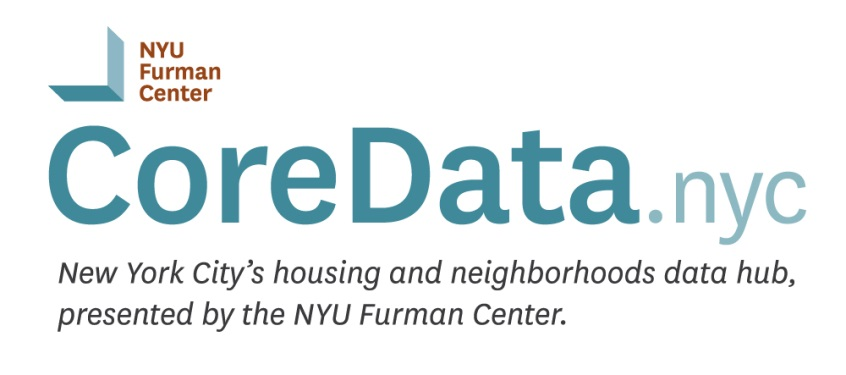 NYU
Furman
Center
CoreData.nyc
New York City’s housing and neighborhoods data hub,
presented by the NYU Furman Center.